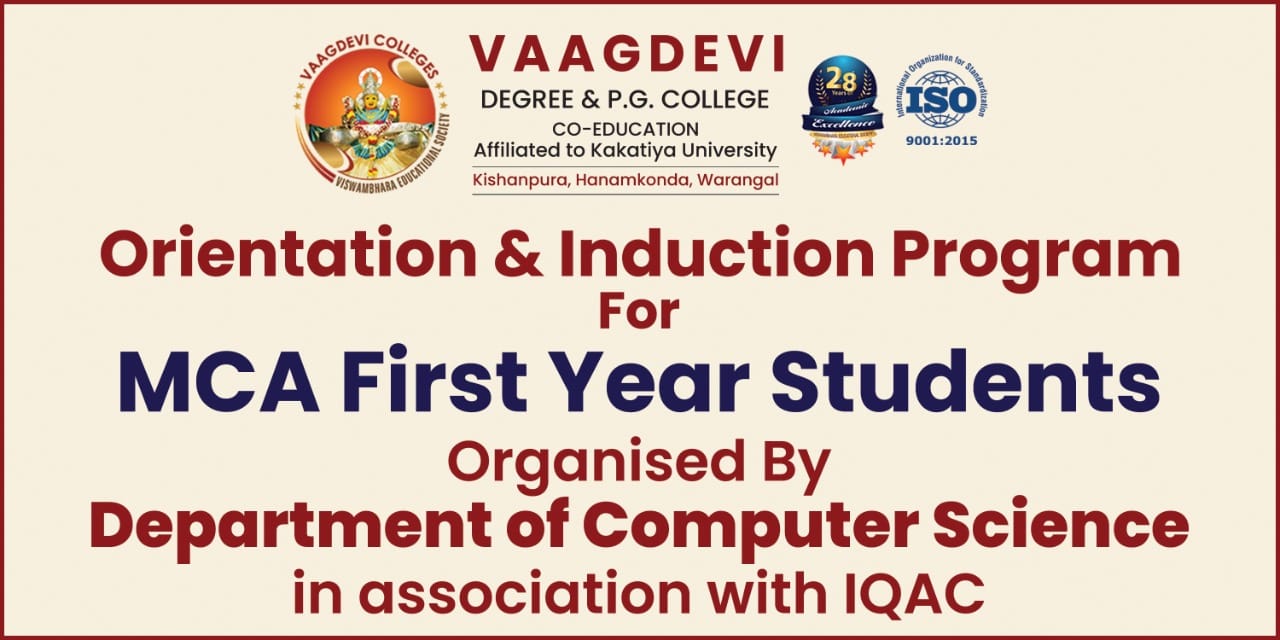 VAAGDEVI COLLEGES
VISWAMBHARA EDUCATIONAL SOCIETY
VAAGDEVI
DEGREE & P.G. COLLEGE
CO-EDUCATION
Affiliated to Kakatiya University
Kishanpura, Hanamkonda, Warangal
28
Years of
Academic
Excellence
International Organization for Standardization
ISO
9001:2015
Orientation & Induction Program
For
MCA First Year Students
Organised By
Department of Computer Science
in association with IQAC